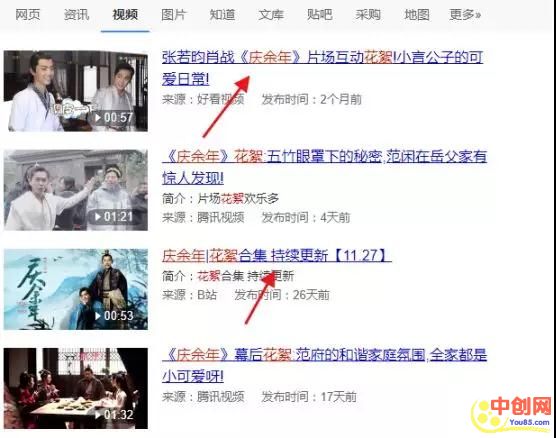 网页 资讯 视频 图片 知道 文库 贴吧 采购 地图 更多»
张若昀肖战《庆余年》片场互动花絮!小言公子的可
爱日常!
来源：好看视频 发布时间：2个月前
00:57
《庆余年》花絮:五竹眼罩下的秘密,范闲在岳父家有
惊人发现!
简介：片场花絮欢乐多
来源：腾讯视频 发布时间：4天前
01:21
庆余年|花絮合集 持续更新【11.27】
简介：花絮合集 持续更新
来源：B站 发布时间：26天前
庆余年
00:53
《庆余年》幕后花絮 范府的和谐家庭氛围,全家都是
小可爱呀!
来源：腾讯视频 发布时间：17天前
01:32
中创网
You85.com